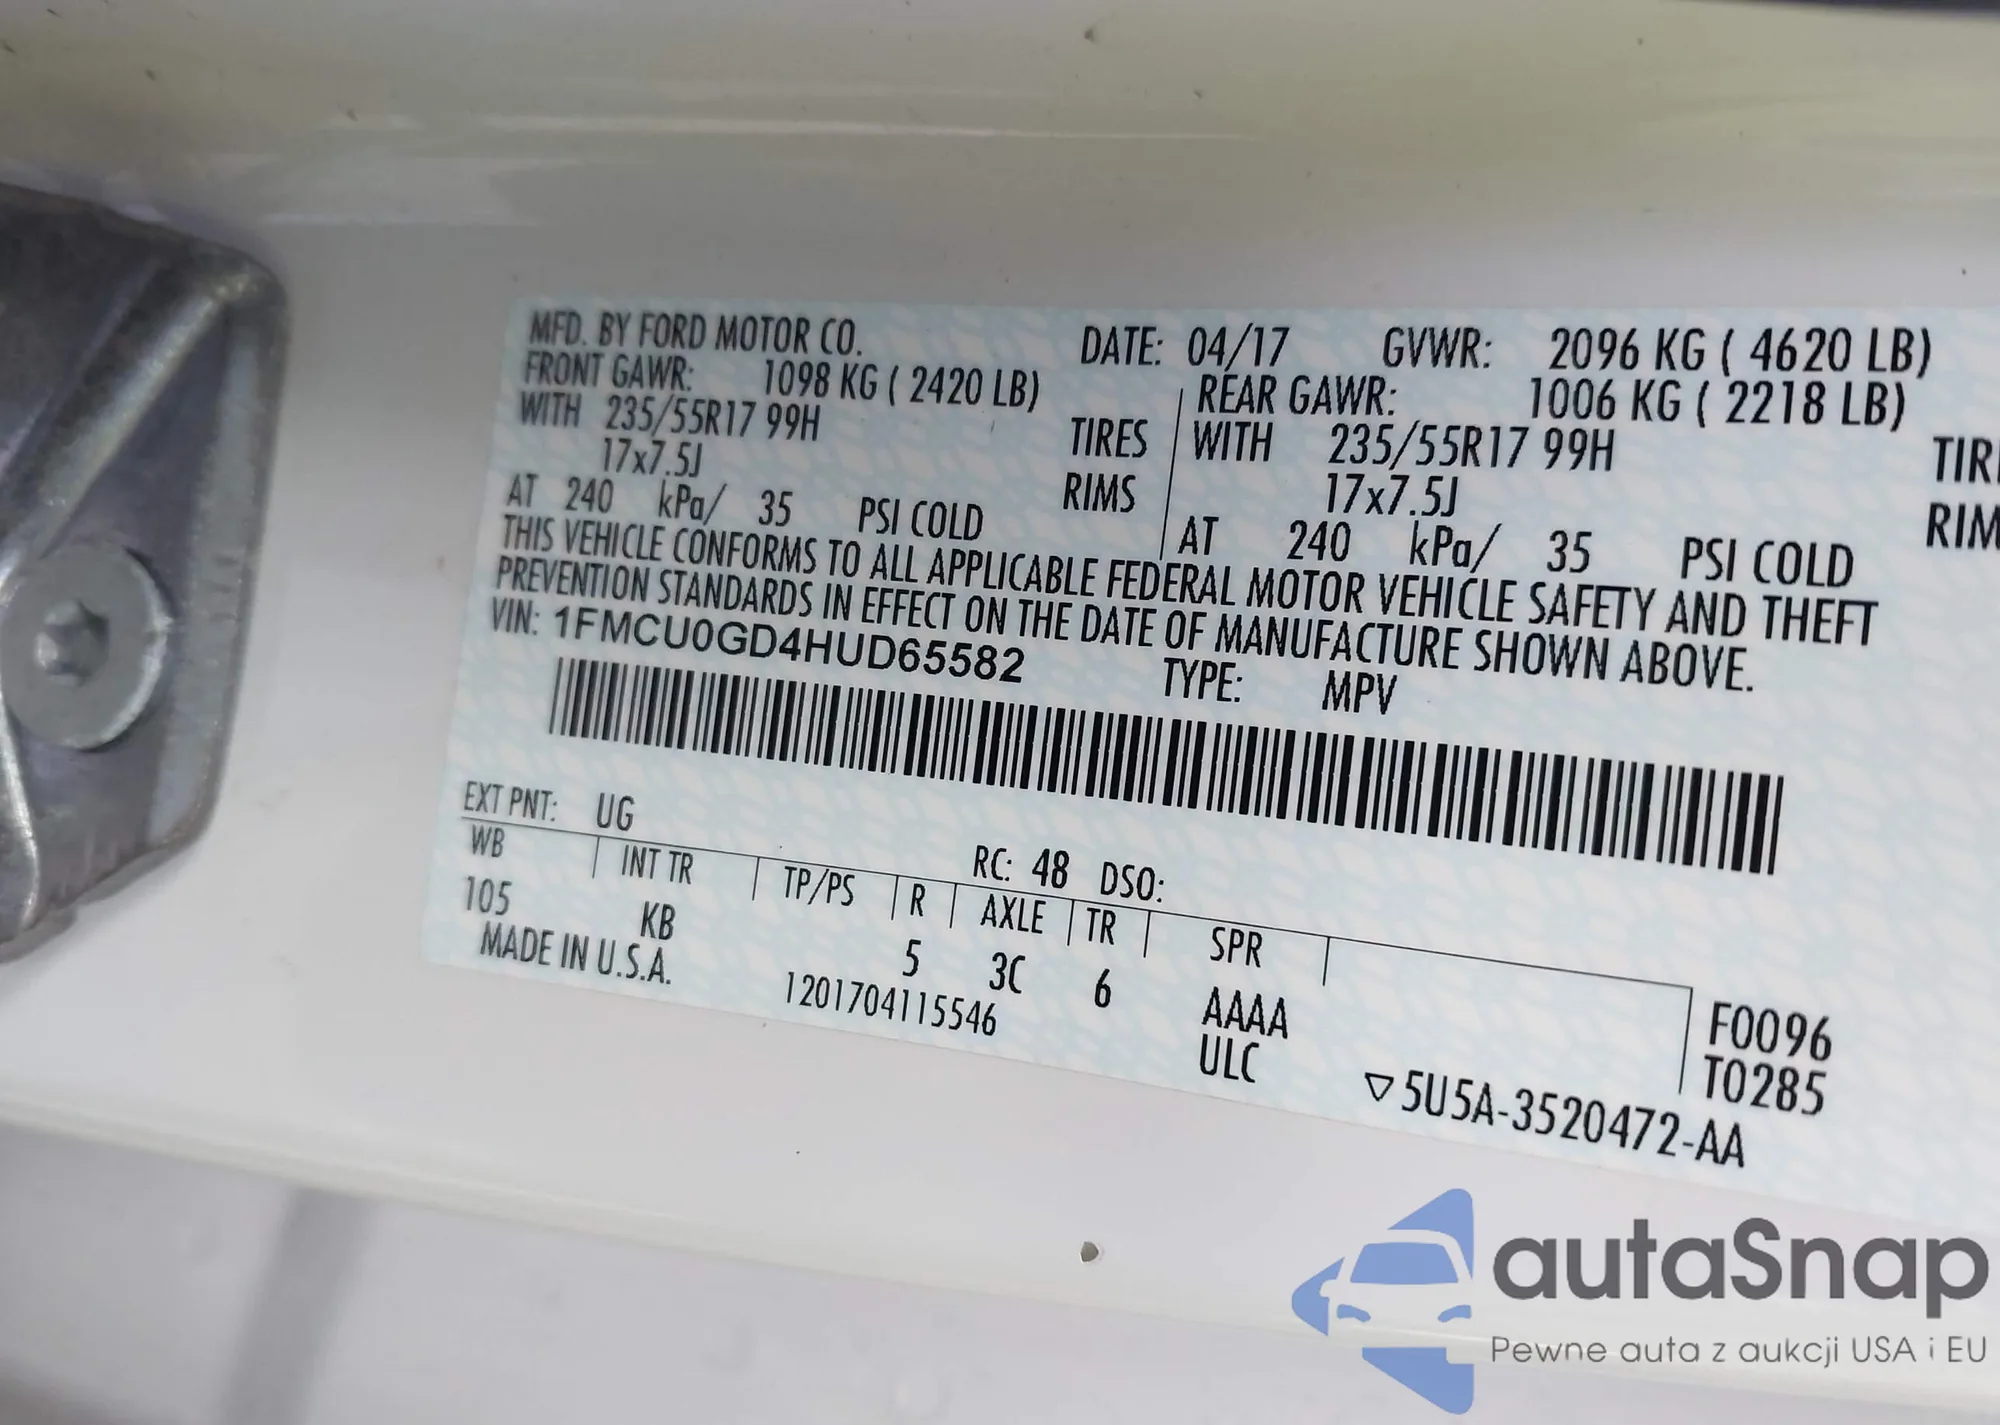 MFD. BY FORD MOTOR CO. DATE: 04/17 GVWR: 2096 KG ( 4620 LB)
FRONT GAWR: 1098 KG ( 2420 LB) REAR GAWR: 1006 KG ( 2218 LB)
WITH 235/55R17 99H TIRES WITH 235/55R17 99H TIR
17x7.5J RIMS 17x7.5J RIM
AT 240 kPa/ 35 PSI COLD AT 240 kPa/ 35 PSI COLD
THIS VEHICLE CONFORMS TO ALL APPLICABLE FEDERAL MOTOR VEHICLE SAFETY AND THEFT
PREVENTION STANDARDS IN EFFECT ON THE DATE OF MANUFACTURE SHOWN ABOVE.
VIN: 1FMCU0GD4HUD65582 TYPE: MPV
EXT PNT: UG RC: 48 DSO:
WB INT TR TP/PS R AXLE TR SPR
105 KB 5 3C 6 AAAA F0096
MADE IN U.S.A. 1201704115546 ULC T0285
▽5U5A-3520472-AA
autaSnap
Pewne auta z aukcji USA i EU